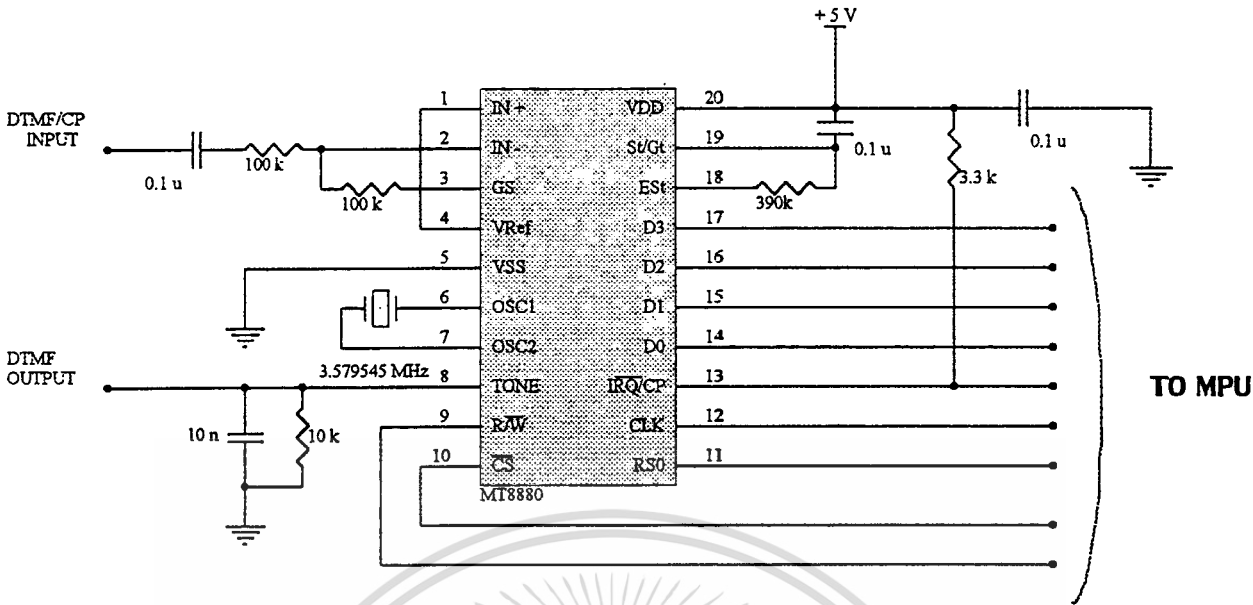 + 5 V
DTMF/CP
INPUT
0.1 u
100 k
100 k
1
2
3
4
5
6
7
8
9
10
IN +
IN -
GS
VRef
VSS
OSC1
OSC2
TONE
R/W̅
C̅S̅
VDD
St/Gt
ESt
D3
D2
D1
D0
I̅R̅Q̅/CP
CLK
RS0
MT8880
20
19
18
17
16
15
14
13
12
11
0.1 u
0.1 u
390k
3.3 k
3.579545 MHz
DTMF
OUTPUT
10 n
10 k
TO MPU